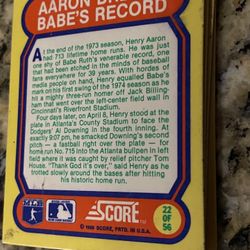 AARON
BABE'S RECORD
At the end of the 1973 season, Henry Aaron
had 713 lifetime home runs. He was just
one shy of Babe Ruth's venerable record, one
that had been etched in the minds of baseball
fans everywhere for 39 years. With hordes of
media on hand, Henry equalled Babe's
mark on his first swing of the 1974 season as he
hit a mighty three-homer off Jack Billing-
ham that went over the left-center field wall in
Cincinnati's Riverfront Stadium.
Four days later, on April 8, Henry stood at the
plate in Atlanta's County Stadium to face the
Dodgers' Al Downing in the fourth inning. At
exactly 9:07 pm, he smacked Downing's second
pitch - a fastball right over the plate - for
home run No. 715 into the Atlanta bullpen in left
where it was caught by relief pitcher Tom
House. "Thank God it's over," said Henry as he
trotted slowly around the bases after hitting
his historic home run.
SCORE
22
OF
56
© 1988 SCORE, PRTD. IN U.S.A.